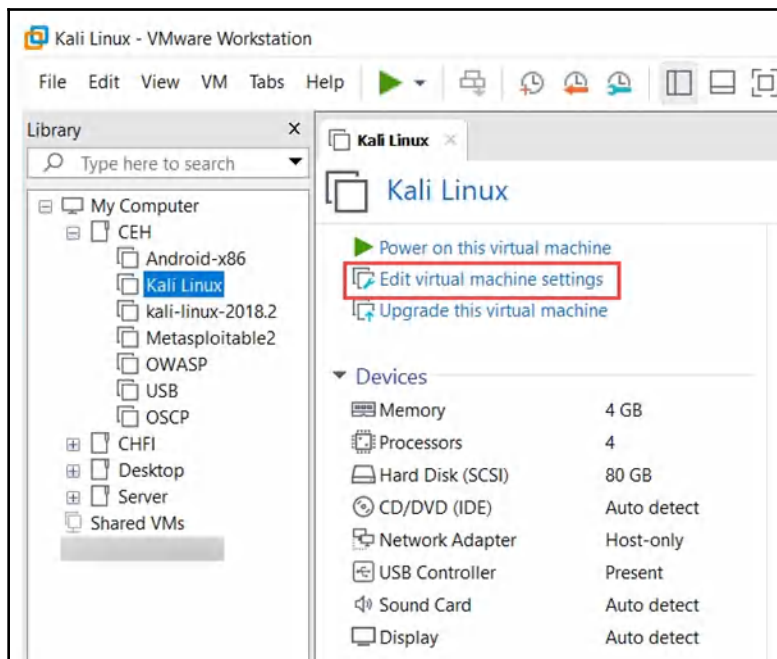 Kali Linux - VMware Workstation
File Edit View VM Tabs Help
Library
Type here to search
My Computer
CEH
Android-x86
Kali Linux
kali-linux-2018.2
Metasploitable2
OWASP
USB
OSCP
CHFI
Desktop
Server
Shared VMs
Kali Linux
Kali Linux
Power on this virtual machine
Edit virtual machine settings
Upgrade this virtual machine
Devices
Memory 4 GB
Processors 4
Hard Disk (SCSI) 80 GB
CD/DVD (IDE) Auto detect
Network Adapter Host-only
USB Controller Present
Sound Card Auto detect
Display Auto detect